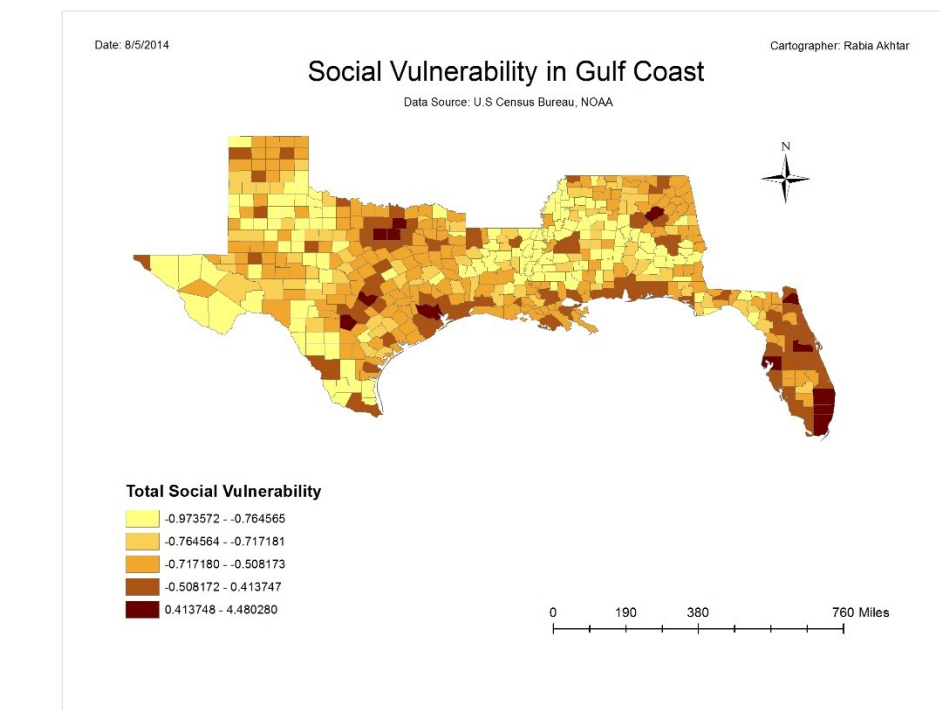 Date: 8/5/2014
Cartographer: Rabia Akhtar
Social Vulnerability in Gulf Coast
Data Source: U.S Census Bureau, NOAA
N
Total Social Vulnerability
-0.973572 - -0.764565
-0.764564 - -0.717181
-0.717180 - -0.508173
-0.508172 - 0.413747
0.413748 - 4.480280
0 190 380 760 Miles